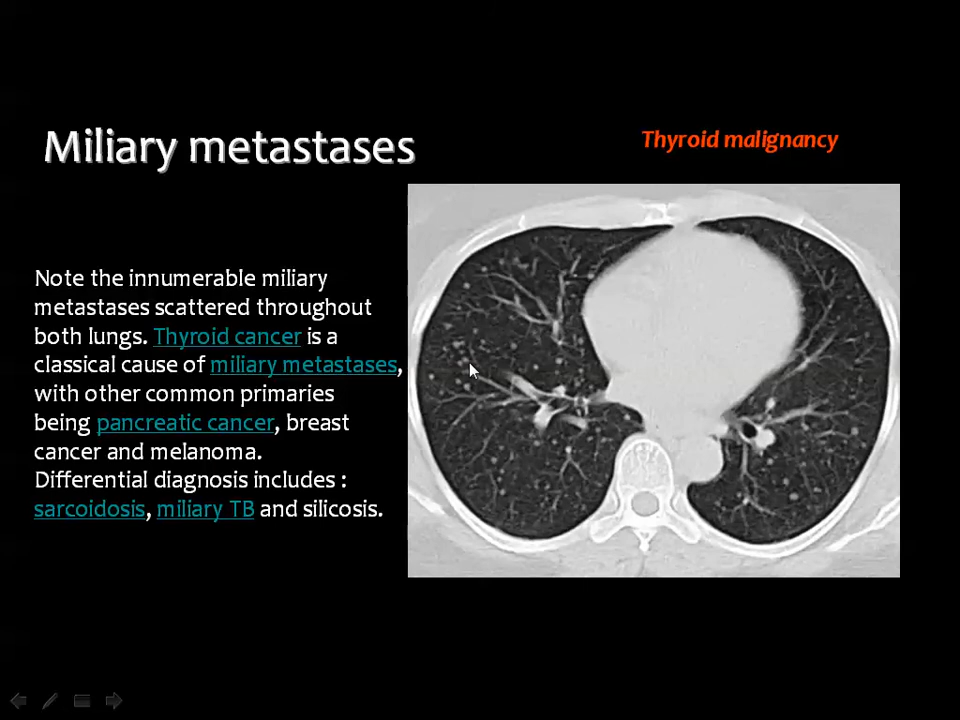 Miliary metastases
Thyroid malignancy
Note the innumerable miliary
metastases scattered throughout
both lungs. Thyroid cancer is a
classical cause of miliary metastases,
with other common primaries
being pancreatic cancer, breast
cancer and melanoma.
Differential diagnosis includes :
sarcoidosis, miliary TB and silicosis.